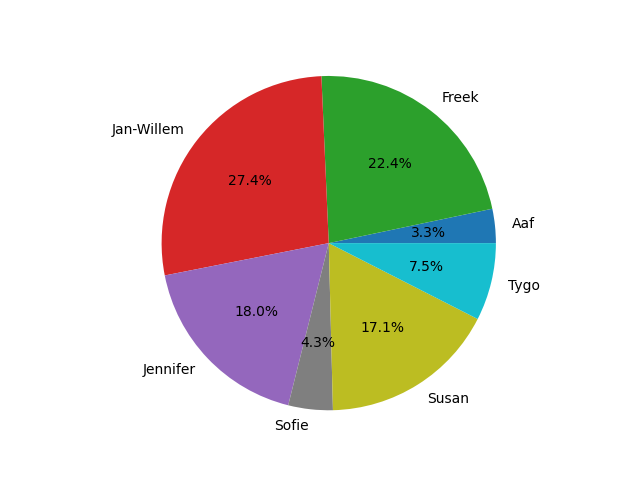 Freek
Jan-Willem
22.4%
27.4%
Aaf
3.3%
7.5%
Tygo
18.0%
17.1%
4.3%
Jennifer
Susan
Sofie